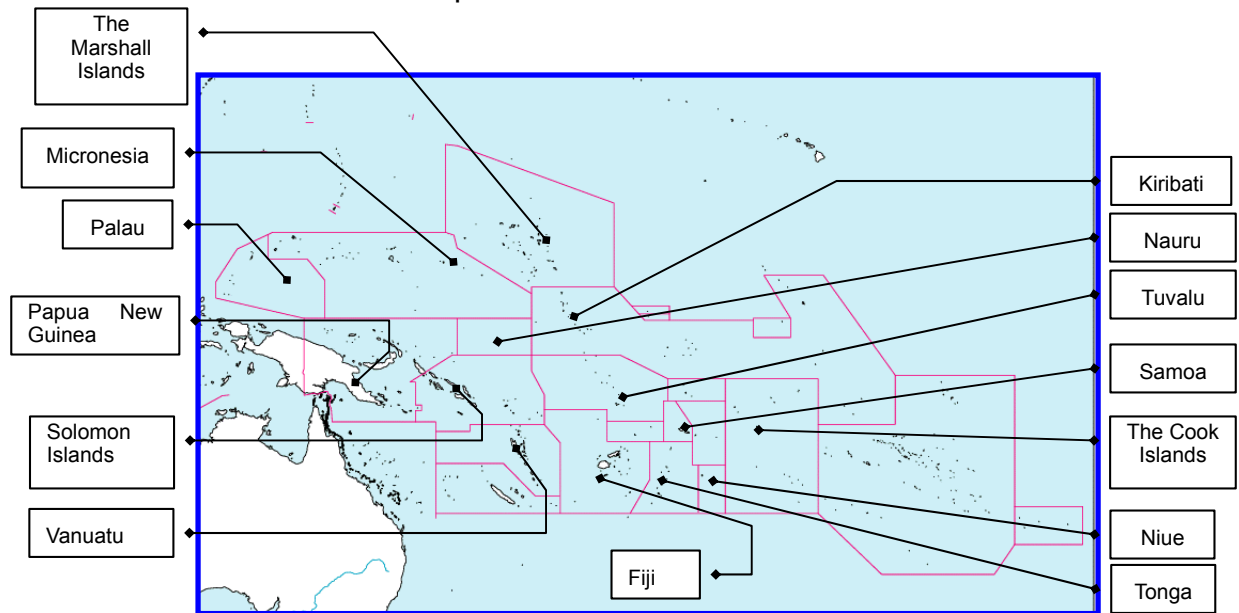 The
Marshall
Islands
Micronesia
Palau
Papua New
Guinea
Solomon
Islands
Vanuatu
Fiji
Kiribati
Nauru
Tuvalu
Samoa
The Cook
Islands
Niue
Tonga